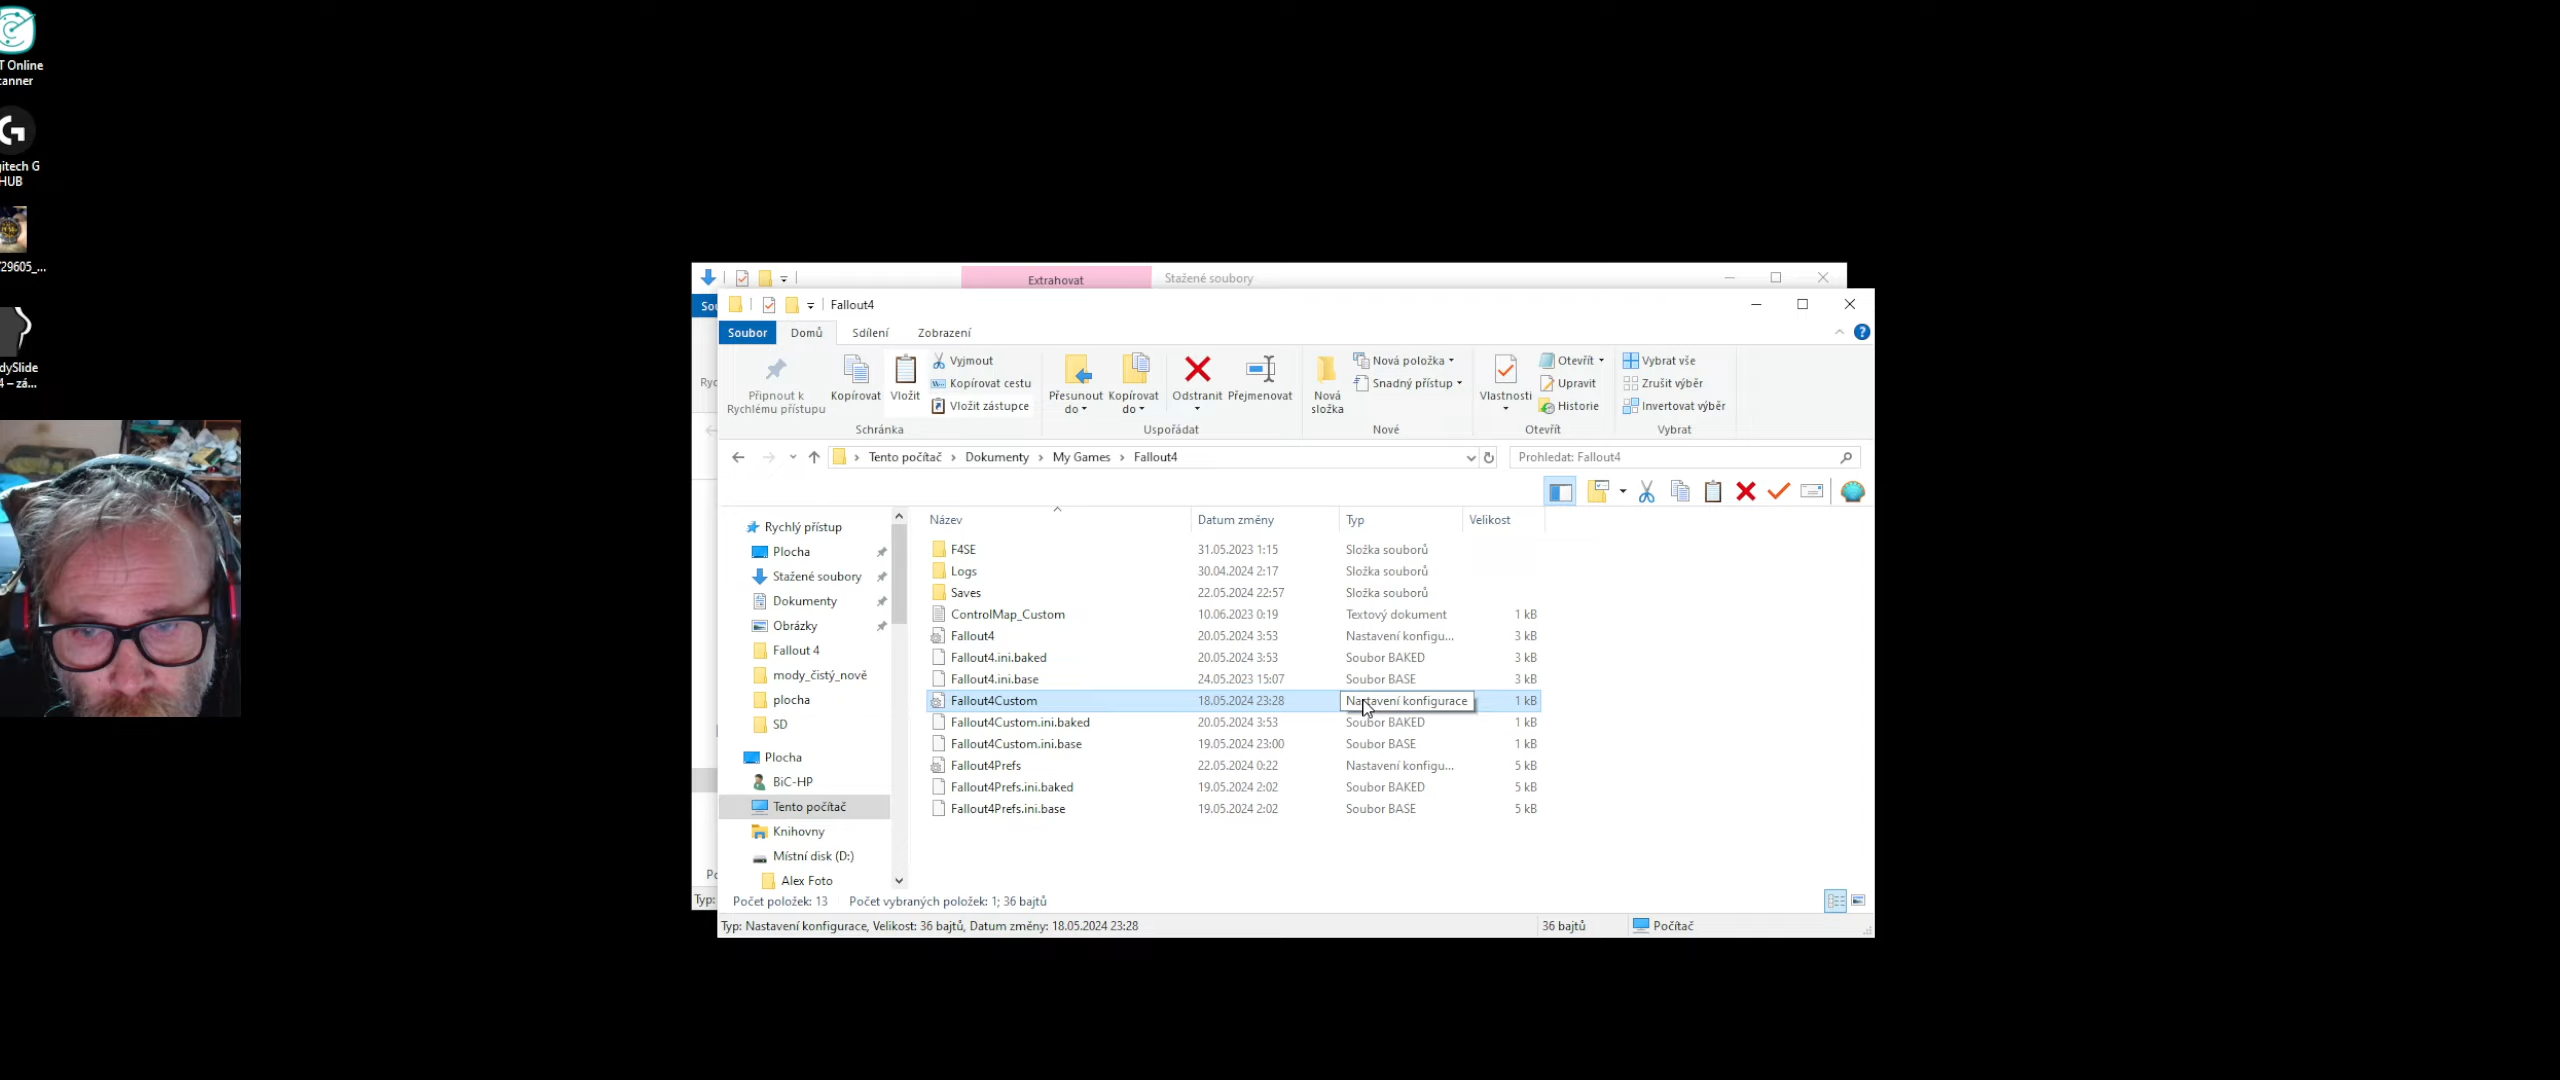 T Online
canner
gitech G
HUB
729605_...
dySlide
4 – zá...
Extrahovat
Stažené soubory
Sou
Fallout4
Soubor
Domů
Sdílení
Zobrazení
Připnout k
Rychlému přístupu
Kopírovat
Vložit
Vyjmout
Kopírovat cestu
Vložit zástupce
Schránka
Přesunout
do
Kopírovat
do
Odstranit
Přejmenovat
Uspořádat
Nová
složka
Nová položka
Snadný přístup
Nové
Vlastnosti
Otevřít
Upravit
Historie
Otevřít
Vybrat vše
Zrušit výběr
Invertovat výběr
Vybrat
Ryc
Tento počítač > Dokumenty > My Games > Fallout4
Prohledat: Fallout4
Rychlý přístup
Plocha
Stažené soubory
Dokumenty
Obrázky
Fallout 4
mody_čistý_nově
plocha
SD
Plocha
BiC-HP
Tento počítač
Knihovny
Místní disk (D:)
Alex Foto
Název Datum změny Typ Velikost
F4SE 31.05.2023 1:15 Složka souborů
Logs 30.04.2024 2:17 Složka souborů
Saves 22.05.2024 22:57 Složka souborů
ControlMap_Custom 10.06.2023 0:19 Textový dokument 1 kB
Fallout4 20.05.2024 3:53 Nastavení konfigu... 3 kB
Fallout4.ini.baked 20.05.2024 3:53 Soubor BAKED 3 kB
Fallout4.ini.base 24.05.2023 15:07 Soubor BASE 3 kB
Fallout4Custom 18.05.2024 23:28 Nastavení konfigurace 1 kB
Fallout4Custom.ini.baked 20.05.2024 3:53 Soubor BAKED 1 kB
Fallout4Custom.ini.base 19.05.2024 23:00 Soubor BASE 1 kB
Fallout4Prefs 22.05.2024 0:22 Nastavení konfigu... 5 kB
Fallout4Prefs.ini.baked 19.05.2024 2:02 Soubor BAKED 5 kB
Fallout4Prefs.ini.base 19.05.2024 2:02 Soubor BASE 5 kB
Po
Počet položek: 13 Počet vybraných položek: 1; 36 bajtů
Typ:
Typ: Nastavení konfigurace, Velikost: 36 bajtů, Datum změny: 18.05.2024 23:28
36 bajtů
Počítač